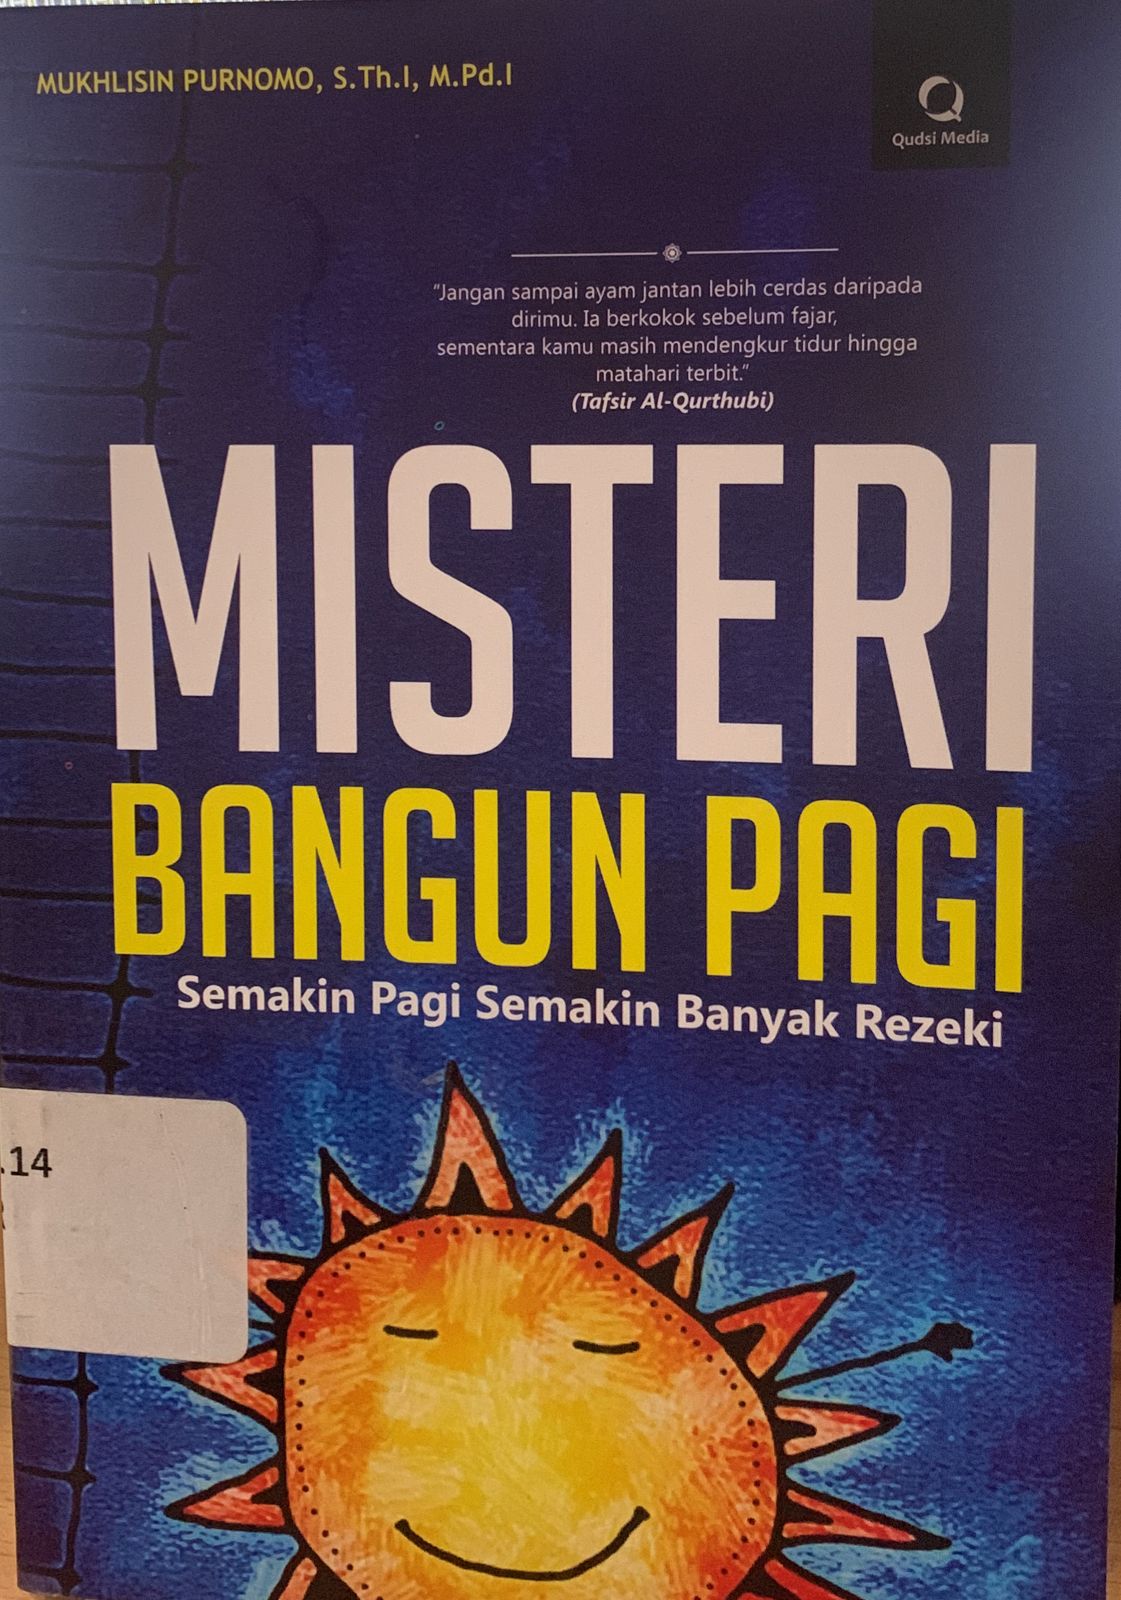 MUKHLISIN PURNOMO, S.Th.I, M.Pd.I
Qudsi Media
“Jangan sampai ayam jantan lebih cerdas daripada
dirimu. Ia berkokok sebelum fajar,
sementara kamu masih mendengkur tidur hingga
matahari terbit.”
(Tafsir Al-Qurthubi)
MISTERI
BANGUN PAGI
Semakin Pagi Semakin Banyak Rezeki
.14